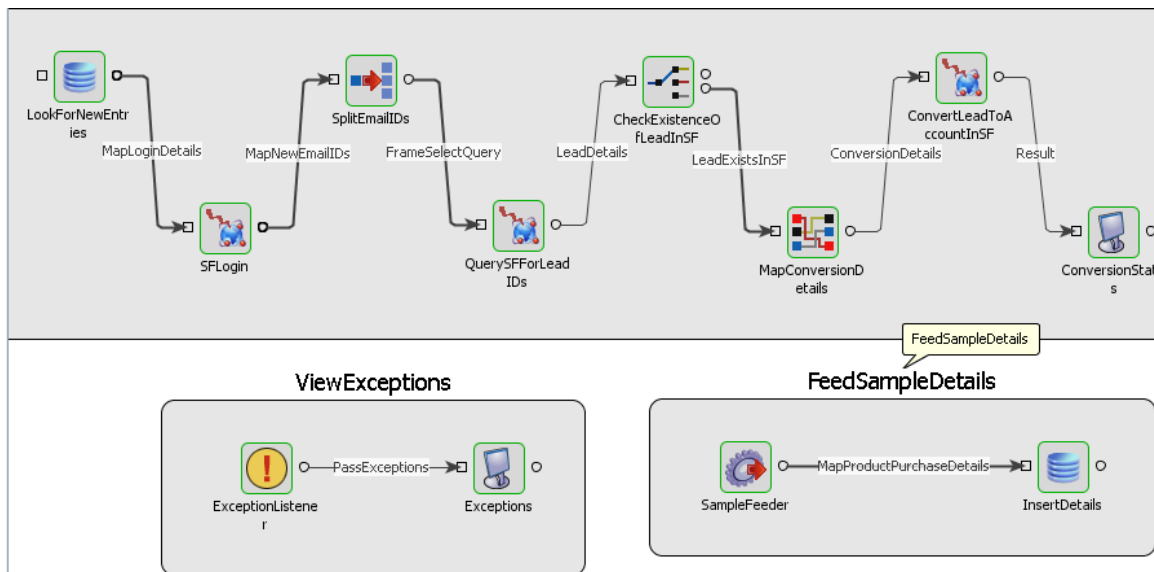 LookForNewEntr
ies
MapLoginDetails
SFLogin
MapNewEmailIDs
SplitEmailIDs
FrameSelectQuery
QuerySFForLead
IDs
LeadDetails
CheckExistenceO
fLeadInSF
LeadExistsInSF
MapConversionD
etails
ConversionDetails
ConvertLeadToA
ccountInSF
Result
ConversionStat
s
FeedSampleDetails
ViewExceptions
ExceptionListene
r
PassExceptions
Exceptions
FeedSampleDetails
SampleFeeder
MapProductPurchaseDetails
InsertDetails